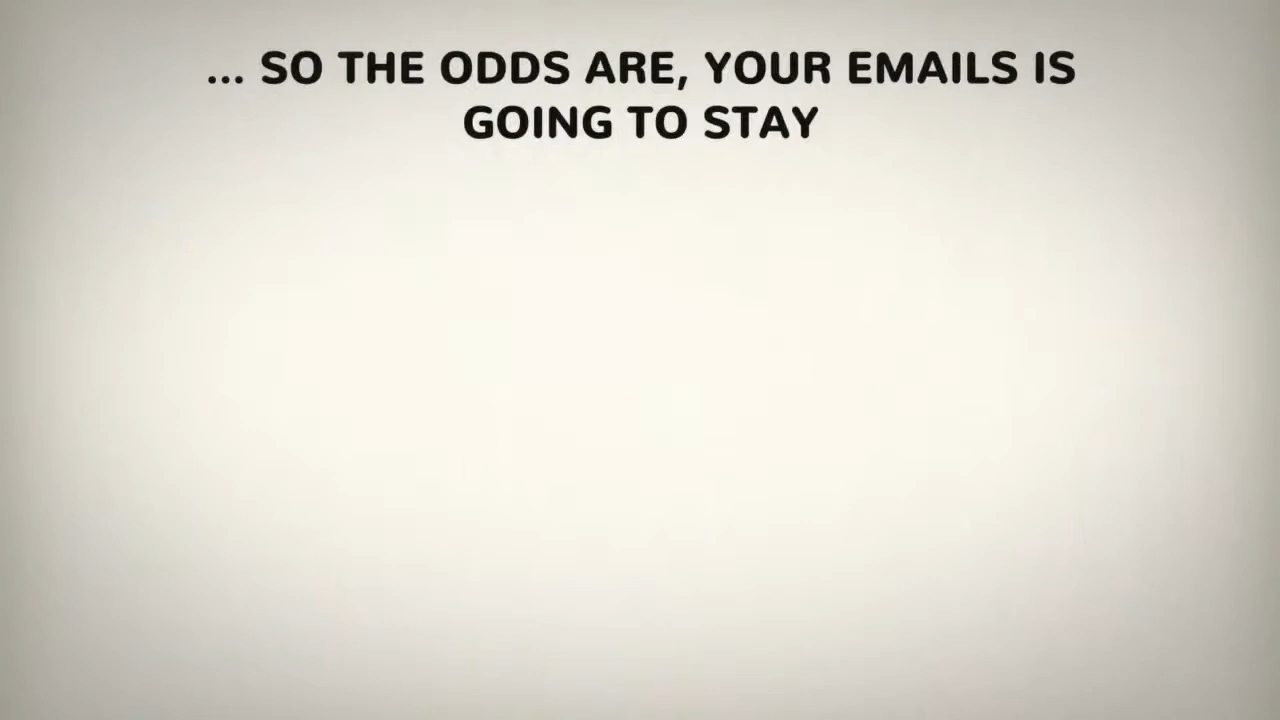 ... SO THE ODDS ARE, YOUR EMAILS IS
GOING TO STAY